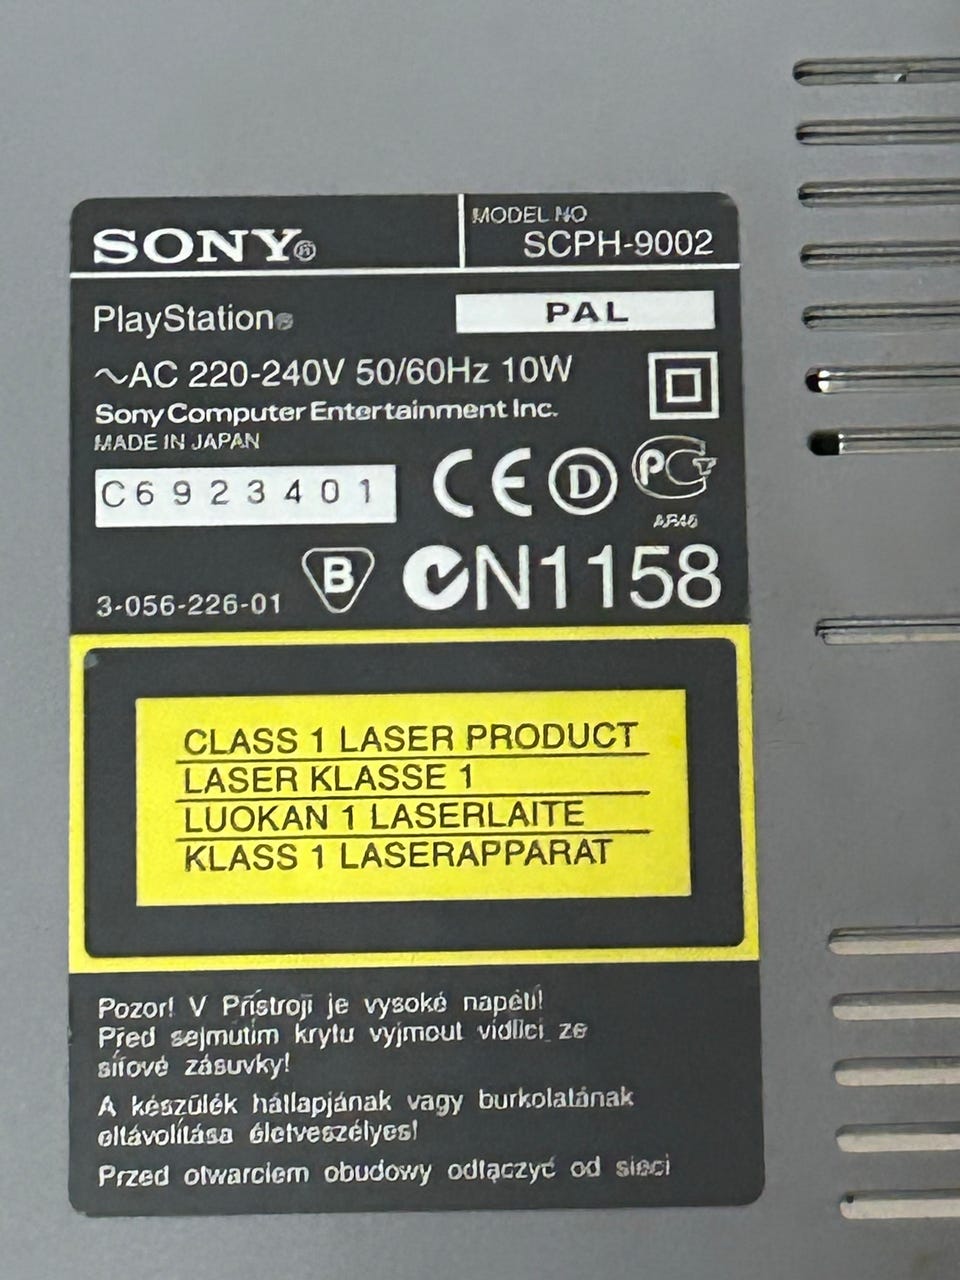 SONY®
MODEL NO
SCPH-9002
PlayStation®
PAL
~AC 220-240V 50/60Hz 10W
Sony Computer Entertainment Inc.
MADE IN JAPAN
C6923401
CE D PCT
B N1158
3-056-226-01
CLASS 1 LASER PRODUCT
LASER KLASSE 1
LUOKAN 1 LASERLAITE
KLASS 1 LASERAPPARAT
Pozor! V Přístroji je vysoké napětí!
Před sejmutím krytu vyjmout vidlici ze
síťové zásuvky!
A készülék hátlapjának vagy burkolatának
eltávolítása életveszélyes!
Przed otwarciem obudowy odłączyć od sieci